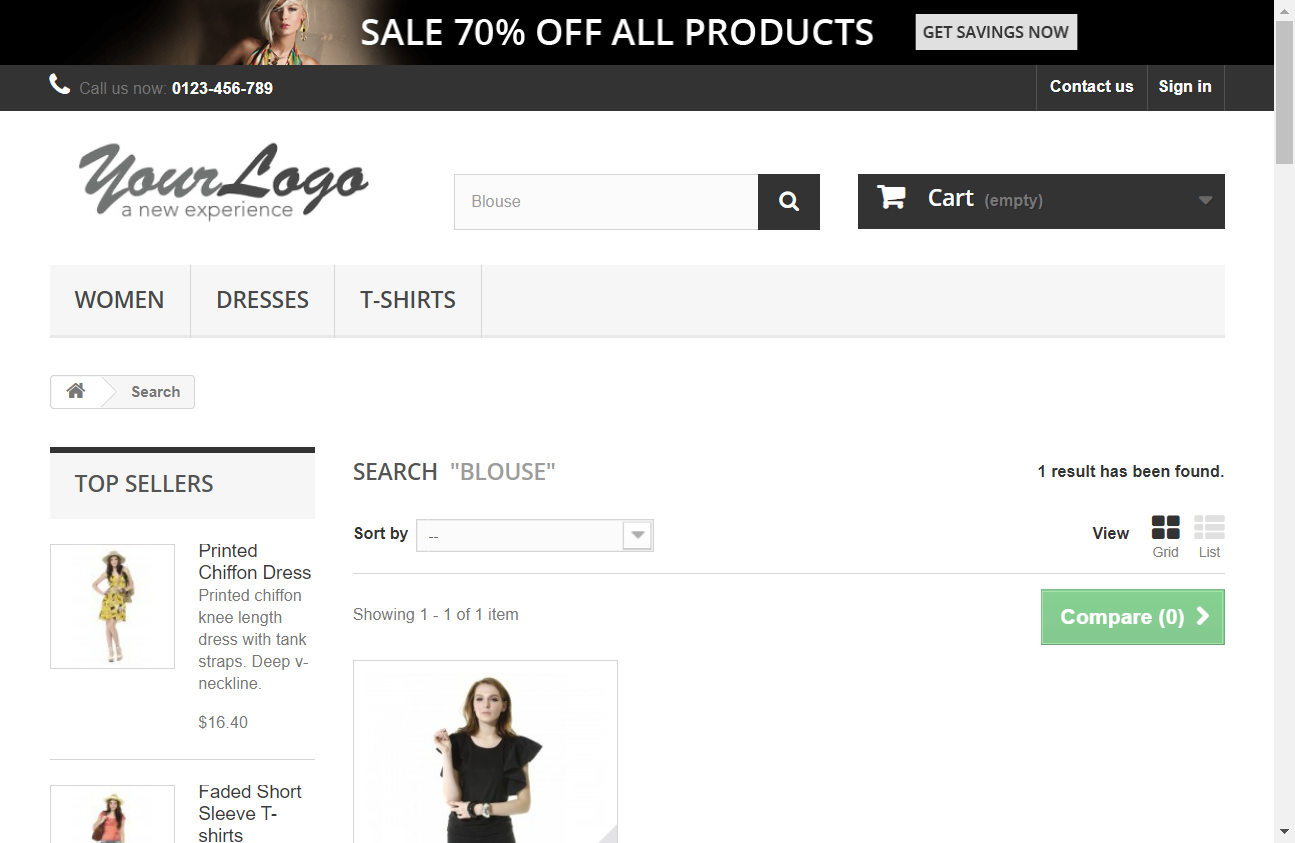 SALE 70% OFF ALL PRODUCTS GET SAVINGS NOW
Call us now: 0123-456-789 Contact us Sign in
Your Logo
a new experience
Blouse
Cart (empty)
WOMEN DRESSES T-SHIRTS
Search
TOP SELLERS
Printed
Chiffon Dress
Printed chiffon
knee length
dress with tank
straps. Deep v-
neckline.
$16.40
Faded Short
Sleeve T-
shirts
SEARCH "BLOUSE"
1 result has been found.
Sort by --
View Grid List
Showing 1 - 1 of 1 item
Compare (0)